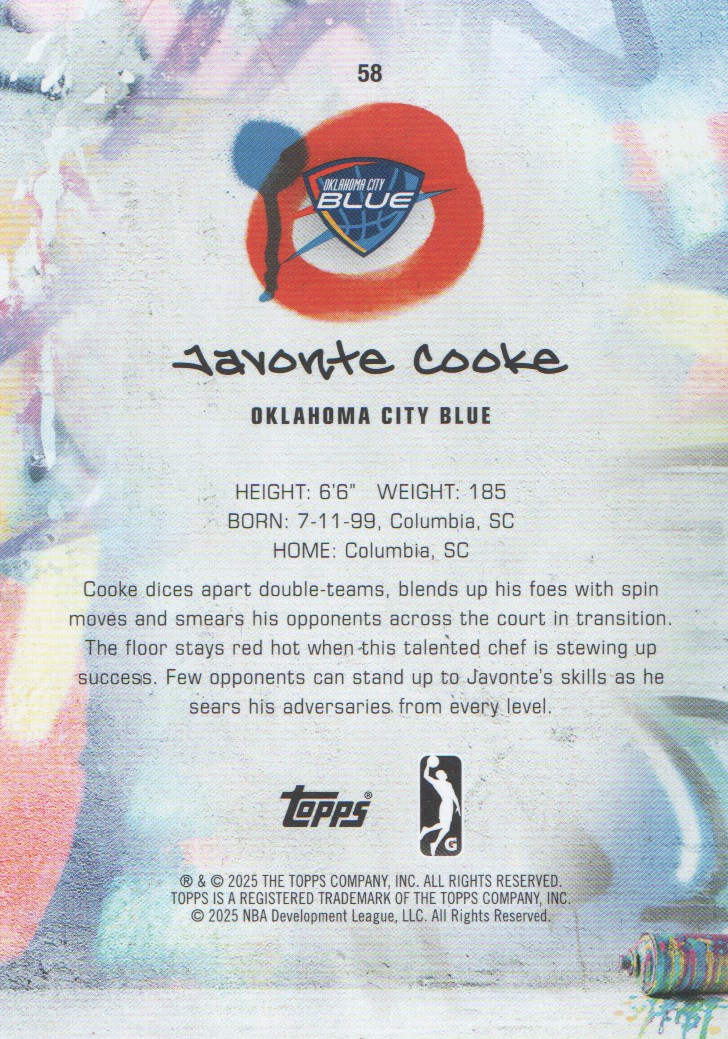 58
OKLAHOMA CITY
BLUE
Javonte Cooke
OKLAHOMA CITY BLUE
HEIGHT: 6'6" WEIGHT: 185
BORN: 7-11-99, Columbia, SC
HOME: Columbia, SC
Cooke dices apart double-teams, blends up his foes with spin
moves and smears his opponents across the court in transition.
The floor stays red hot when this talented chef is stewing up
success. Few opponents can stand up to Javonte's skills as he
sears his adversaries from every level.
Topps®
G
® & © 2025 THE TOPPS COMPANY, INC. ALL RIGHTS RESERVED.
TOPPS IS A REGISTERED TRADEMARK OF THE TOPPS COMPANY, INC.
© 2025 NBA Development League, LLC. All Rights Reserved.